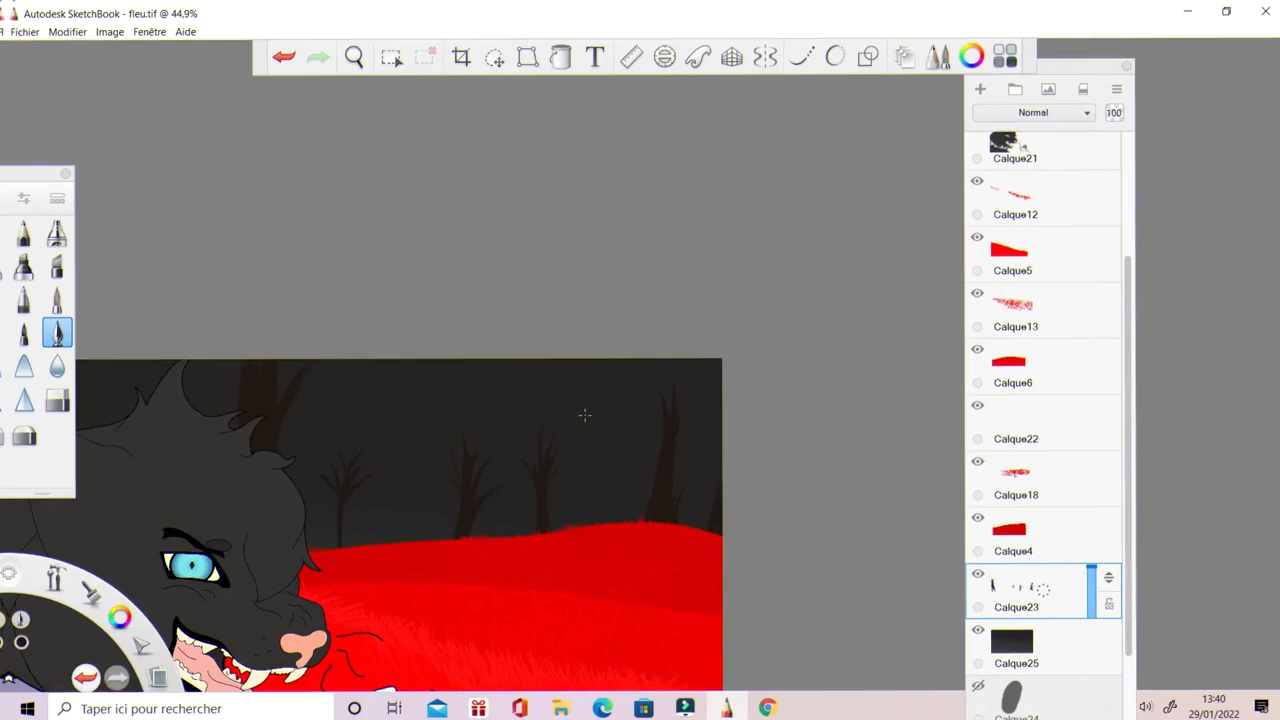 Autodesk SketchBook - fleu.tif @ 44,9%
Fichier Modifier Image Fenêtre Aide
T
Normal 100
Calque21
Calque12
Calque5
Calque13
Calque6
Calque22
Calque18
Calque4
Calque23
Calque25
Calque24
Taper ici pour rechercher
13:40
29/01/2022